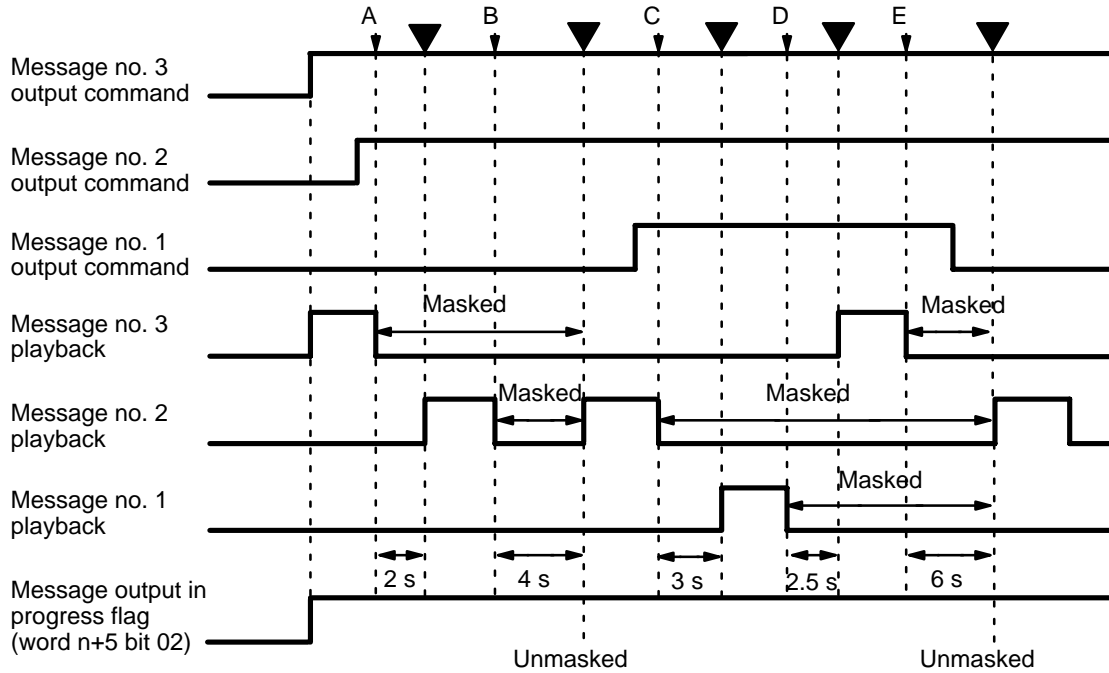 A B C D E
Message no. 3
output command
Message no. 2
output command
Message no. 1
output command
Message no. 3
playback
Masked
Masked
Message no. 2
playback
Masked
Masked
Message no. 1
playback
Masked
2 s 4 s 3 s 2.5 s 6 s
Message output in
progress flag
(word n+5 bit 02)
Unmasked Unmasked